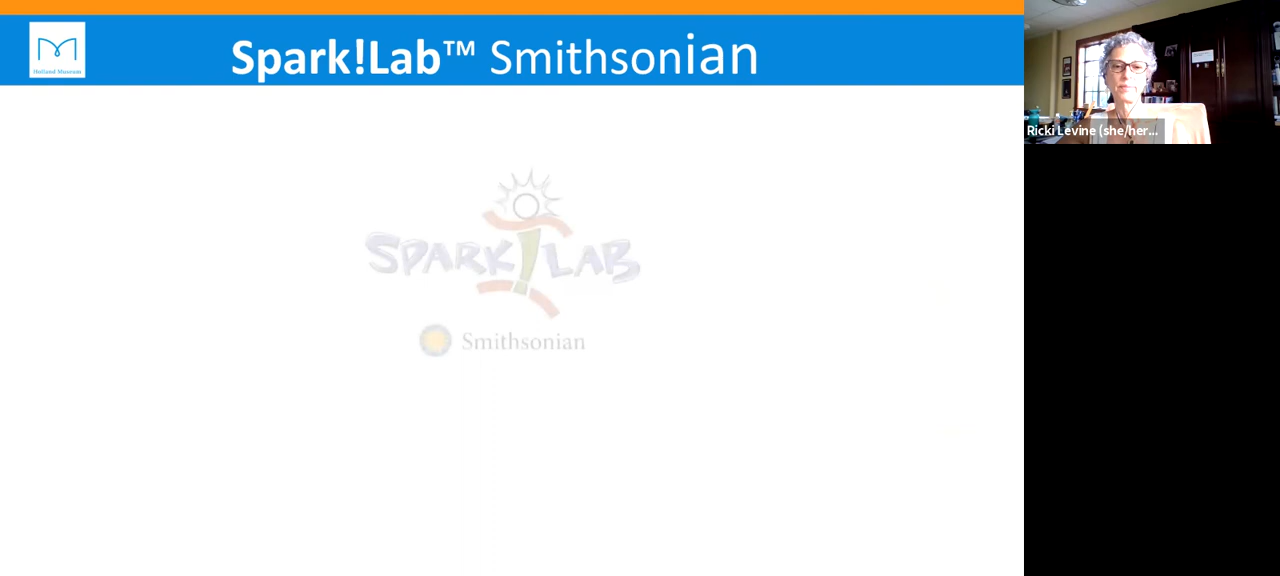 Spark!Lab™ Smithsonian
Holland Museum
SPARK!LAB
Smithsonian
Ricki Levine (she/her...